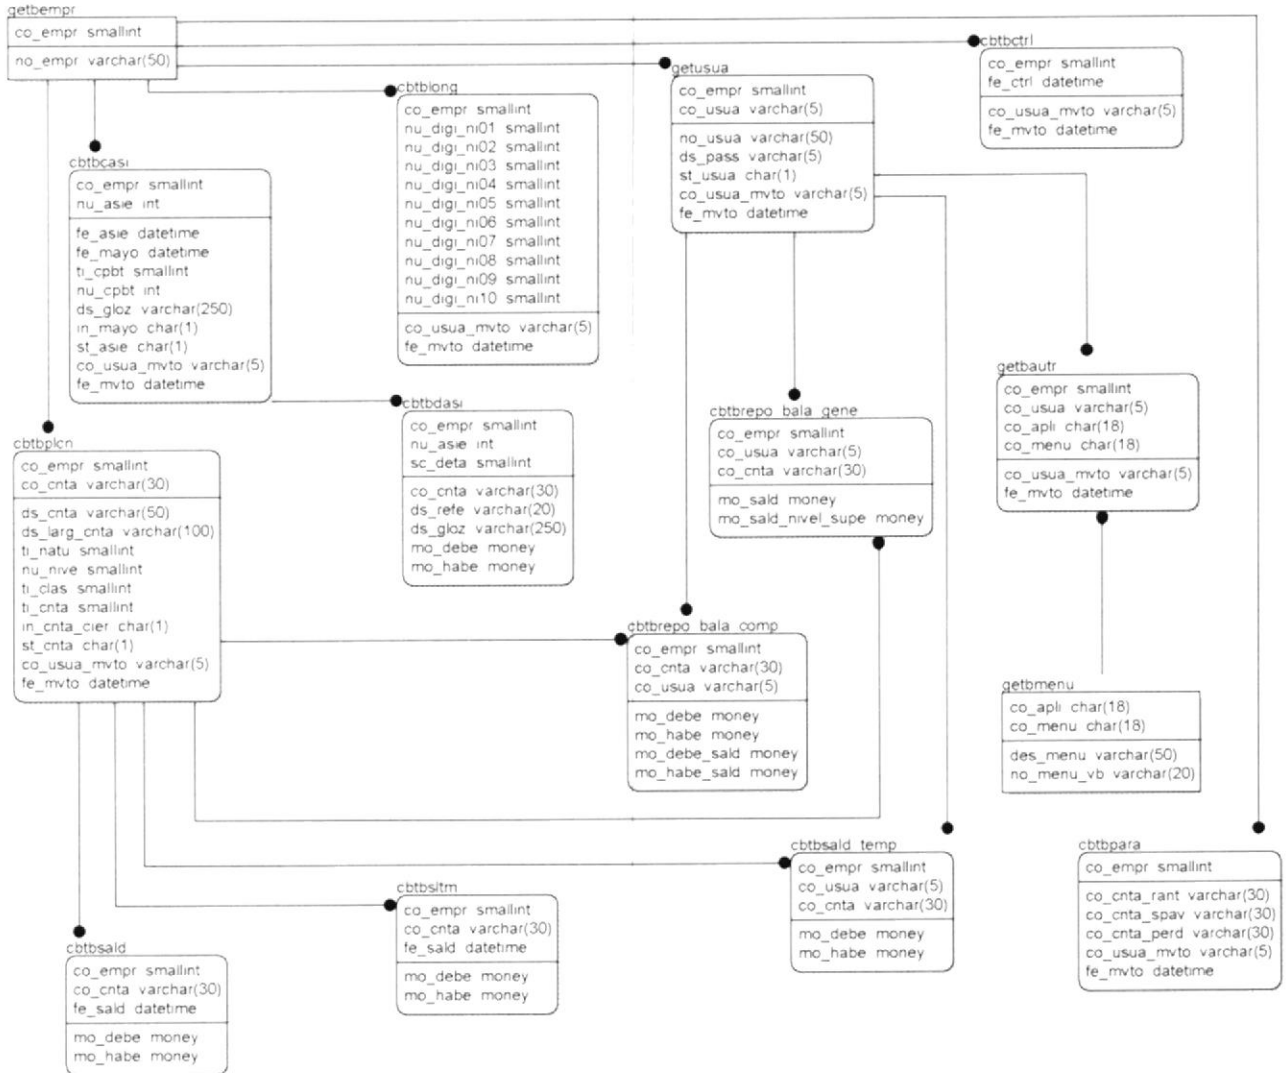 getbempr
co_empr smallint
no_empr varchar(50)
cbtbctrl
co_empr smallint
fe_ctrl datetime
co_usua_mvto varchar(5)
fe_mvto datetime
getusua
co_empr smallint
co_usua varchar(5)
no_usua varchar(50)
ds_pass varchar(5)
st_usua char(1)
co_usua_mvto varchar(5)
fe_mvto datetime
cbtblong
co_empr smallint
nu_digi_ni01 smallint
nu_digi_ni02 smallint
nu_digi_ni03 smallint
nu_digi_ni04 smallint
nu_digi_ni05 smallint
nu_digi_ni06 smallint
nu_digi_ni07 smallint
nu_digi_ni08 smallint
nu_digi_ni09 smallint
nu_digi_ni10 smallint
co_usua_mvto varchar(5)
fe_mvto datetime
cbtbcasi
co_empr smallint
nu_asie int
fe_asie datetime
fe_mayo datetime
ti_cpbt smallint
nu_cpbt int
ds_gloz varchar(250)
in_mayo char(1)
st_asie char(1)
co_usua_mvto varchar(5)
fe_mvto datetime
getbautr
co_empr smallint
co_usua varchar(5)
co_apli char(18)
co_menu char(18)
co_usua_mvto varchar(5)
fe_mvto datetime
cbtbdasi
co_empr smallint
nu_asie int
sc_deta smallint
co_cnta varchar(30)
ds_refe varchar(20)
ds_gloz varchar(250)
mo_debe money
mo_habe money
cbtbrepo_bala_gene
co_empr smallint
co_usua varchar(5)
co_cnta varchar(30)
mo_sald money
mo_sald_nivel_supe money
cbtbplcn
co_empr smallint
co_cnta varchar(30)
ds_cnta varchar(50)
ds_larg_cnta varchar(100)
ti_natu smallint
nu_nive smallint
ti_clas smallint
ti_cnta smallint
in_cnta_cier char(1)
st_cnta char(1)
co_usua_mvto varchar(5)
fe_mvto datetime
cbtbrepo_bala_comp
co_empr smallint
co_cnta varchar(30)
co_usua varchar(5)
mo_debe money
mo_habe money
mo_debe_sald money
mo_habe_sald money
getbmenu
co_apli char(18)
co_menu char(18)
des_menu varchar(50)
no_menu_vb varchar(20)
cbtbsald_temp
co_empr smallint
co_usua varchar(5)
co_cnta varchar(30)
mo_debe money
mo_habe money
cbtbpara
co_empr smallint
co_cnta_rant varchar(30)
co_cnta_spav varchar(30)
co_cnta_perd varchar(30)
co_usua_mvto varchar(5)
fe_mvto datetime
cbtbsltm
co_empr smallint
co_cnta varchar(30)
fe_sald datetime
mo_debe money
mo_habe money
cbtbsald
co_empr smallint
co_cnta varchar(30)
fe_sald datetime
mo_debe money
mo_habe money